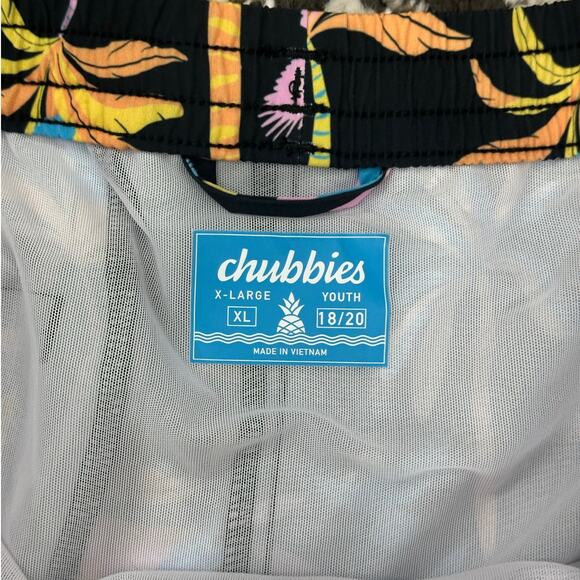 chubbies
X-LARGE YOUTH
XL 18/20
MADE IN VIETNAM